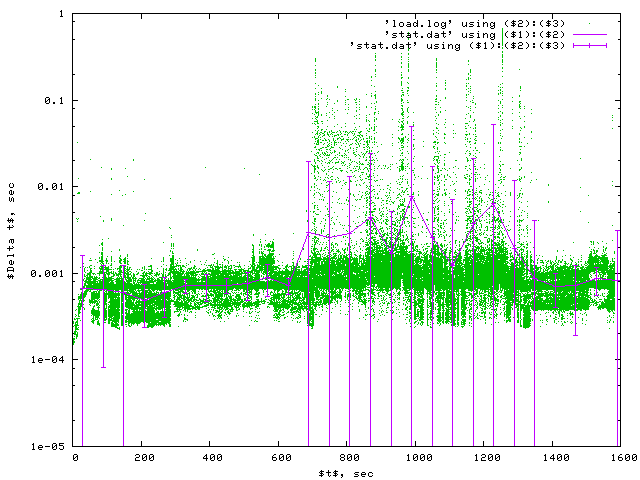 'load.log' using ($2):($3)
'stat.dat' using ($1):($2)
'stat.dat' using ($1):($2):($3)
1
0.1
0.01
0.001
1e-04
1e-05
$Delta t$, sec
0 200 400 600 800 1000 1200 1400 1600
$t$, sec